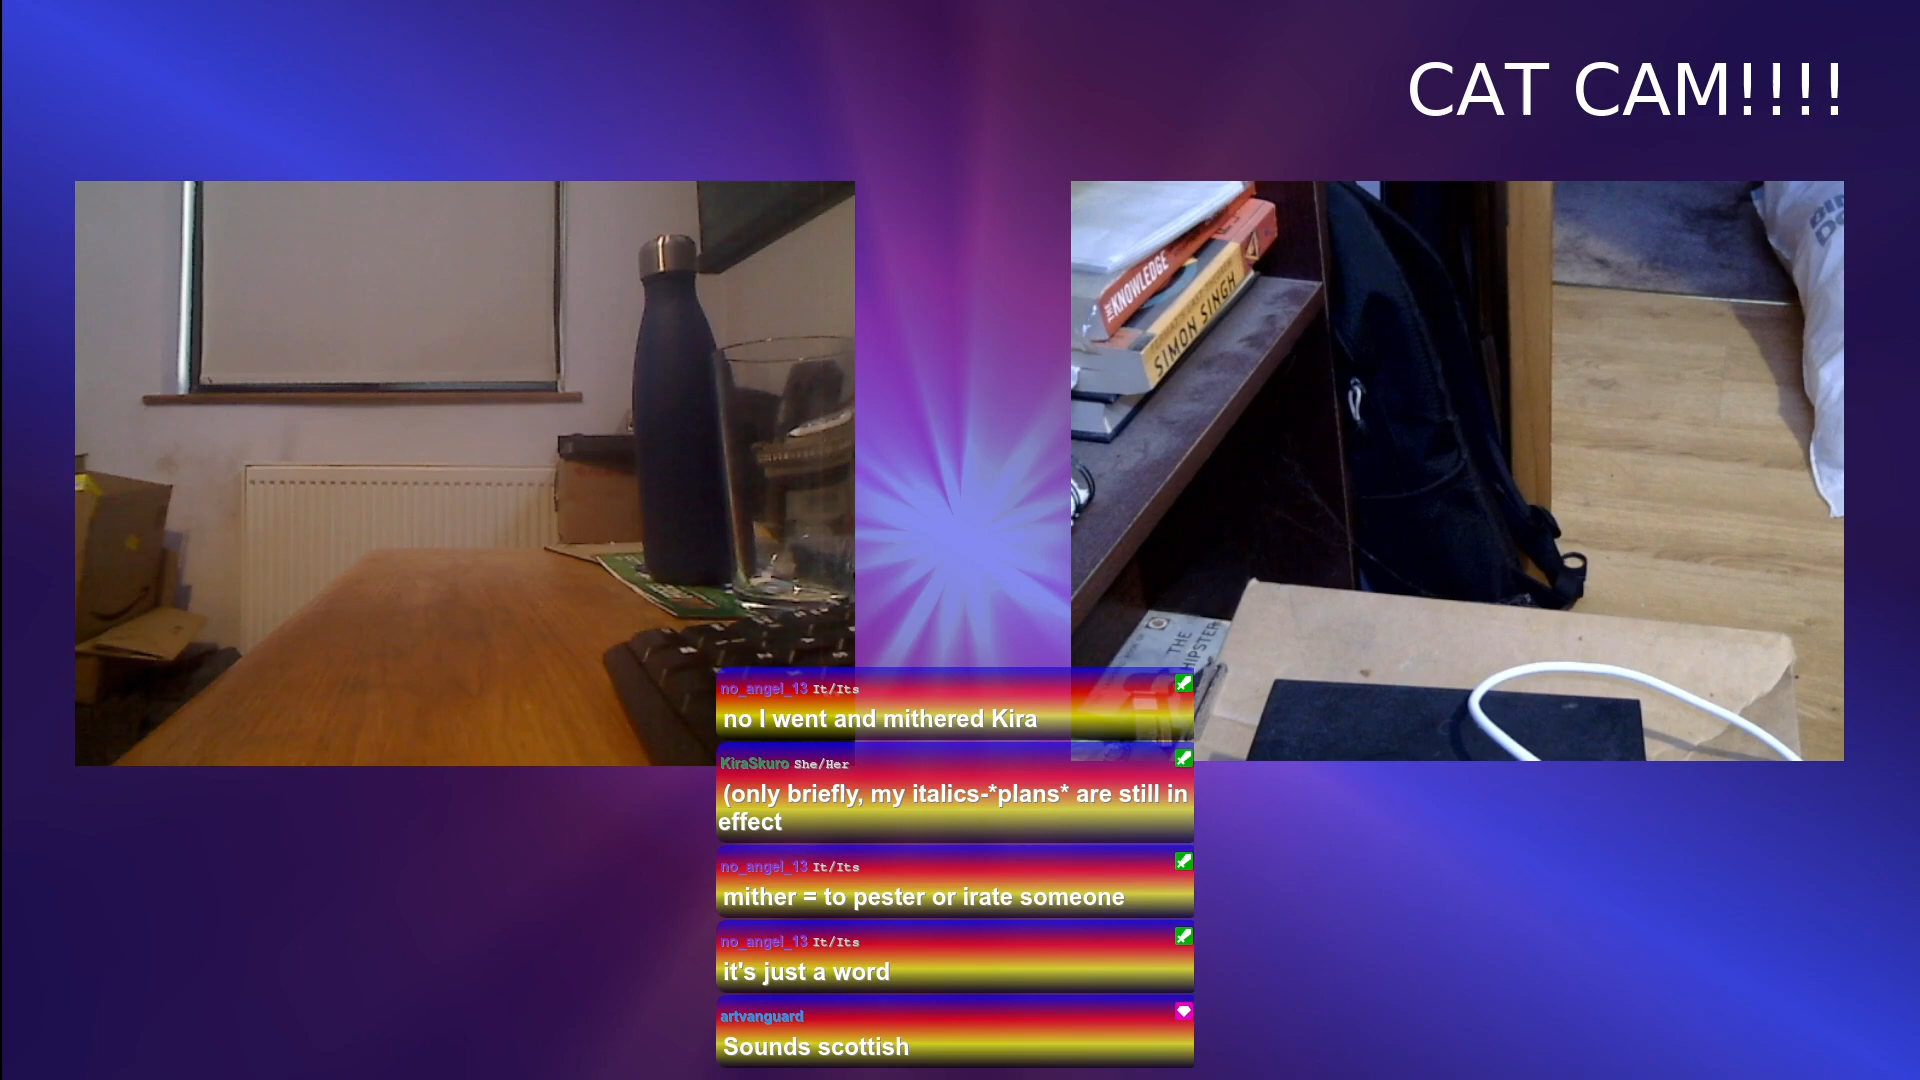 CAT CAM!!!!
THE KNOWLEDGE
SIMON SINGH
THE
HIPSTER
no_angel_13 It/Its
no I went and mithered Kira
KiraSkuro She/Her
(only briefly, my italics-*plans* are still in
effect
no_angel_13 It/Its
mither = to pester or irate someone
no_angel_13 It/Its
it's just a word
artvanguard
Sounds scottish